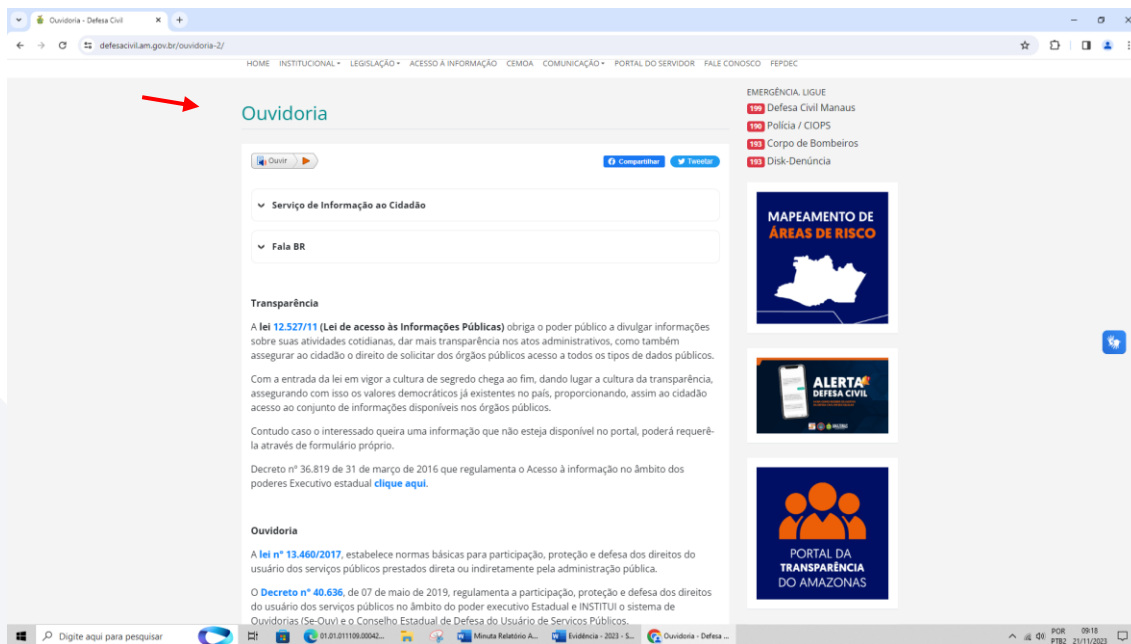 Ouvidoria - Defesa Civil
defesacivil.am.gov.br/ouvidoria-2/
HOME INSTITUCIONAL LEGISLAÇÃO ACESSO À INFORMAÇÃO CEMOA COMUNICAÇÃO PORTAL DO SERVIDOR FALE CONOSCO FEPDEC
Ouvidoria
Ouvir
Compartilhar Tweetar
Serviço de Informação ao Cidadão
Fala BR
Transparência
A lei 12.527/11 (Lei de acesso às Informações Públicas) obriga o poder público a divulgar informações
sobre suas atividades cotidianas, dar mais transparência nos atos administrativos, como também
assegurar ao cidadão o direito de solicitar dos órgãos públicos acesso a todos os tipos de dados públicos.
Com a entrada da lei em vigor a cultura de segredo chega ao fim, dando lugar a cultura da transparência,
assegurando com isso os valores democráticos já existentes no país, proporcionando, assim ao cidadão
acesso ao conjunto de informações disponíveis nos órgãos públicos.
Contudo caso o interessado queira uma informação que não esteja disponível no portal, poderá requerê-
la através de formulário próprio.
Decreto nº 36.819 de 31 de março de 2016 que regulamenta o Acesso à informação no âmbito dos
poderes Executivo estadual clique aqui.
Ouvidoria
A lei nº 13.460/2017, estabelece normas básicas para participação, proteção e defesa dos direitos do
usuário dos serviços públicos prestados direta ou indiretamente pela administração pública.
O Decreto nº 40.636, de 07 de maio de 2019, regulamenta a participação, proteção e defesa dos direitos
do usuário dos serviços públicos no âmbito do poder executivo Estadual e INSTITUI o sistema de
Ouvidorias (Se-Ouv) e o Conselho Estadual de Defesa do Usuário de Serviços Públicos.
EMERGÊNCIA, LIGUE
199 Defesa Civil Manaus
190 Polícia / CIOPS
193 Corpo de Bombeiros
193 Disk-Denúncia
MAPEAMENTO DE
ÁREAS DE RISCO
ALERTA
DEFESA CIVIL
PORTAL DA
TRANSPARÊNCIA
DO AMAZONAS
Digite aqui para pesquisar
01.01.011109.00042...
Minuta Relatório A...
Evidência - 2023 - S...
Ouvidoria - Defesa ...
POR 09:18
PTB2 21/11/2023